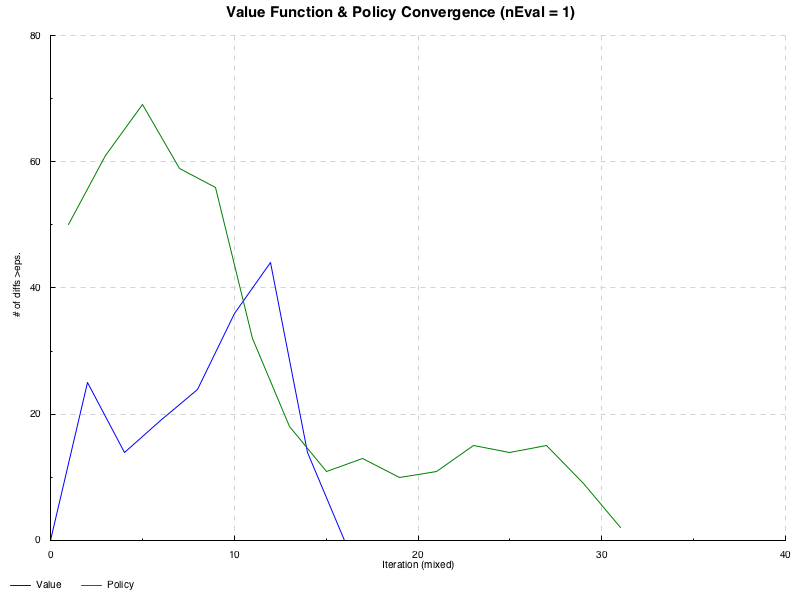 Value Function & Policy Convergence (nEval = 1)
80
60
40
20
0
# of diffs >eps.
0 10 20 30 40
Iteration (mixed)
Value Policy